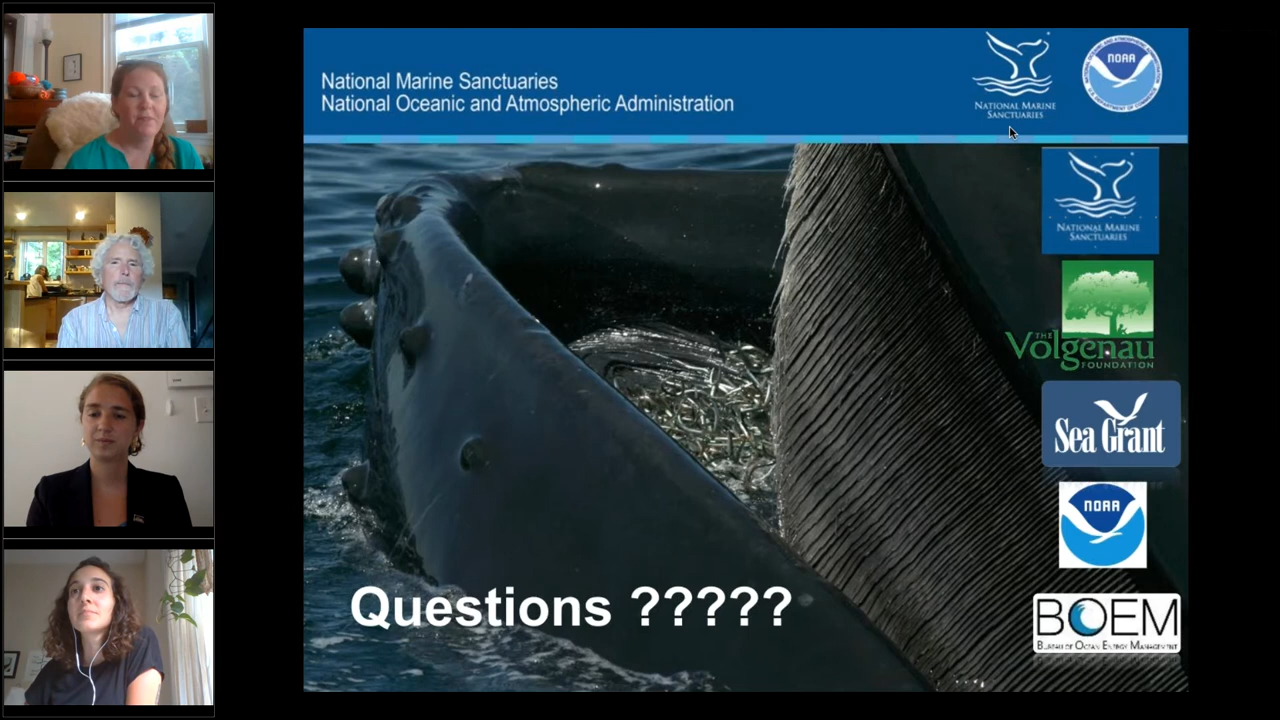 National Marine Sanctuaries
National Oceanic and Atmospheric Administration
NATIONAL MARINE
SANCTUARIES
NOAA
NATIONAL MARINE
SANCTUARIES
THE
Volgenau
FOUNDATION
Sea Grant
NOAA
BOEM
BUREAU OF OCEAN ENERGY MANAGEMENT
Questions ?????